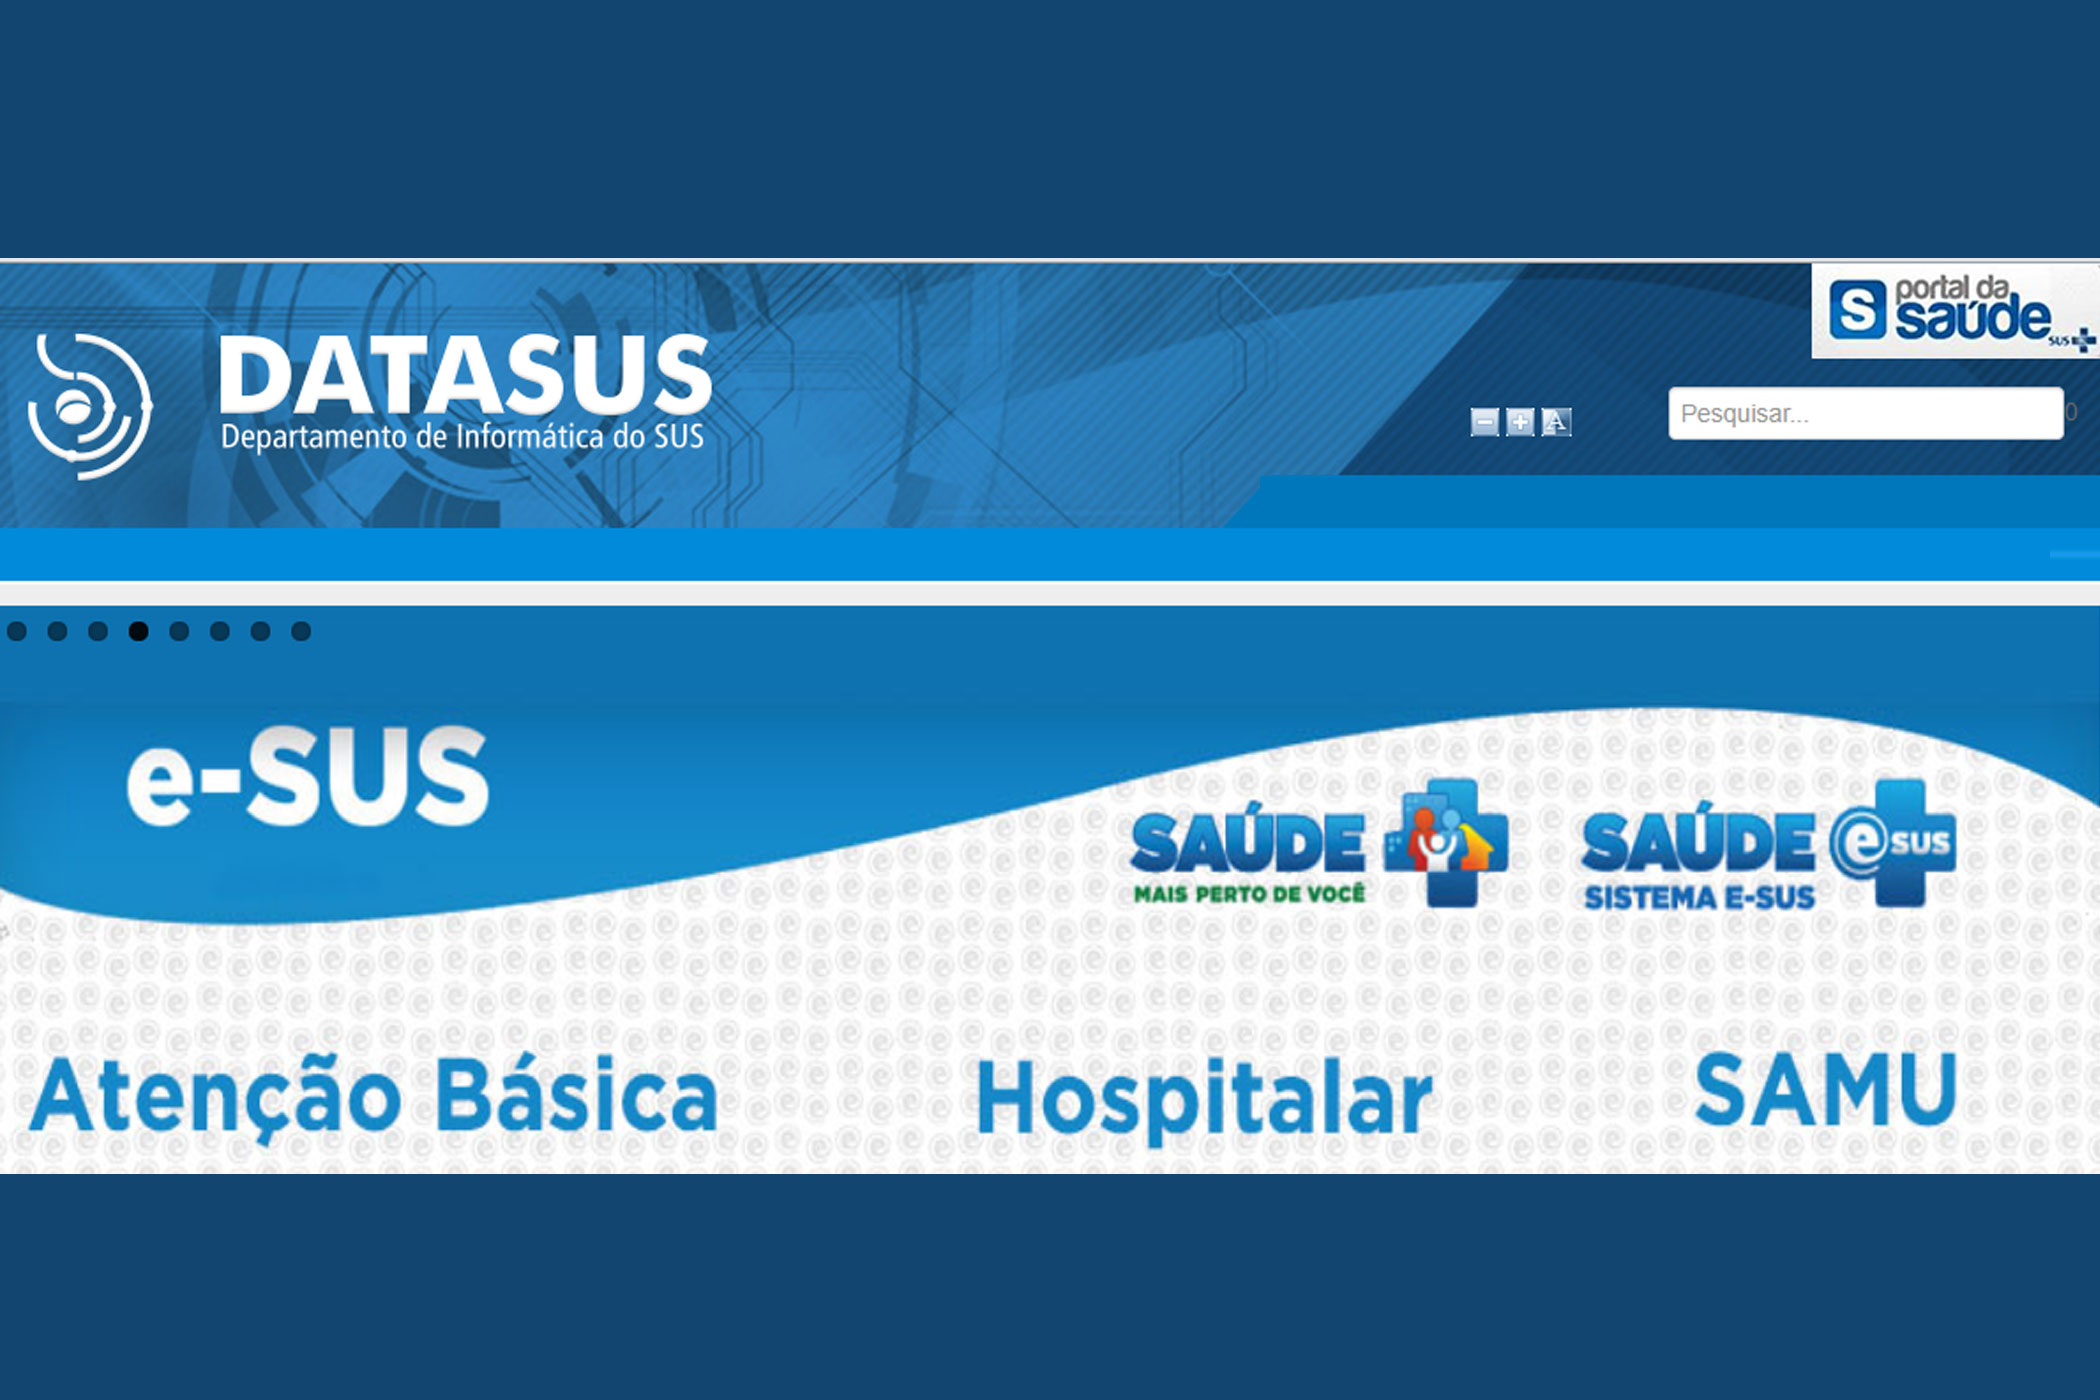 portal da
saúde
SUS
DATASUS
Departamento de Informática do SUS
A
Pesquisar...
0
e-SUS
SAÚDE
MAIS PERTO DE VOCÊ
SAÚDE
e SUS
SISTEMA E-SUS
Atenção Básica
Hospitalar
SAMU